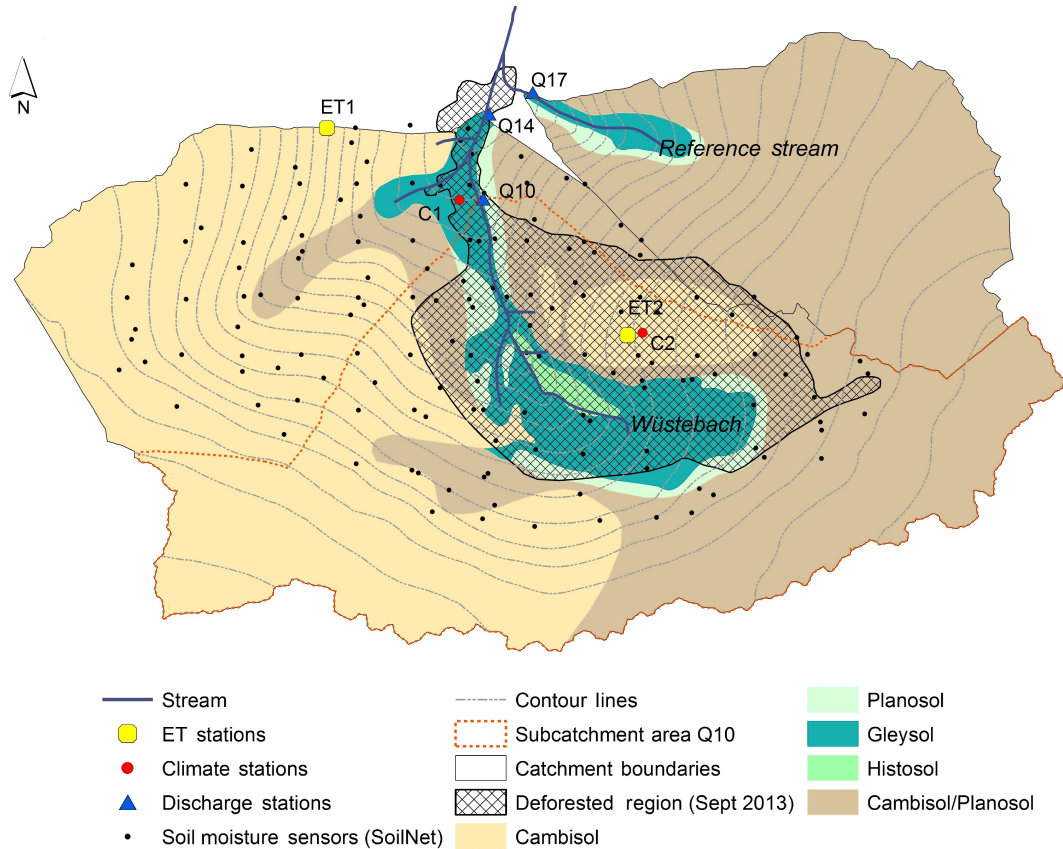 N
ET1
Q17
Q14
Reference stream
Q10
C1
ET2
C2
Wüstebach
Stream
ET stations
Climate stations
Discharge stations
Soil moisture sensors (SoilNet)
Contour lines
Subcatchment area Q10
Catchment boundaries
Deforested region (Sept 2013)
Cambisol
Planosol
Gleysol
Histosol
Cambisol/Planosol